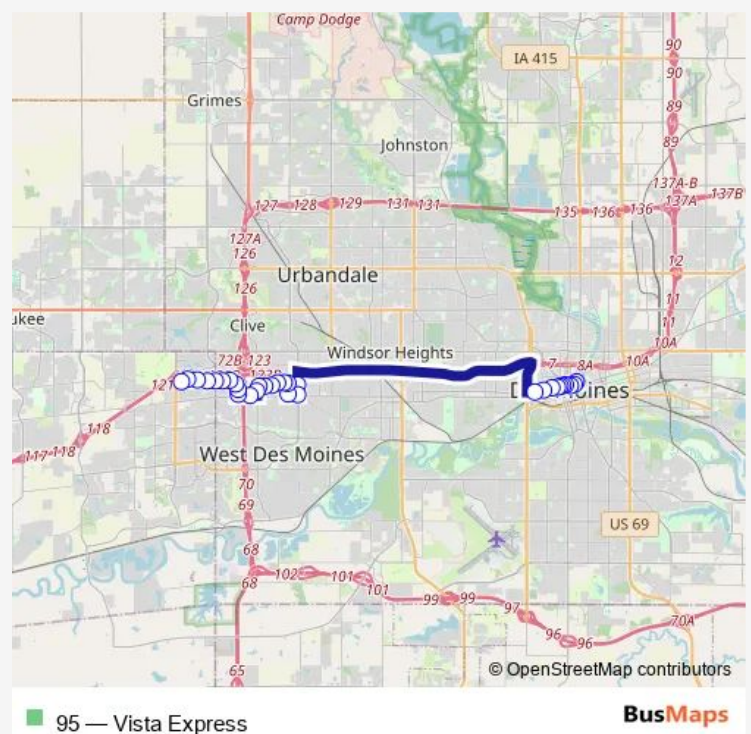 Camp Dodge
90
IA 415
90
Grimes
89
Johnston
89
137A-B
137B
127
128
129
131
131
135
136
136
137A
127A
126
Urbandale
12
126
11
ukee
Clive
11
10A
Windsor Heights
72B
123
7
8A
10A
121
oines
118
West Des Moines
117
118
70
69
US 69
68
102
101
68
101
99
99
97
70A
96
96
65
© OpenStreetMap contributors
95 — Vista Express
BusMaps